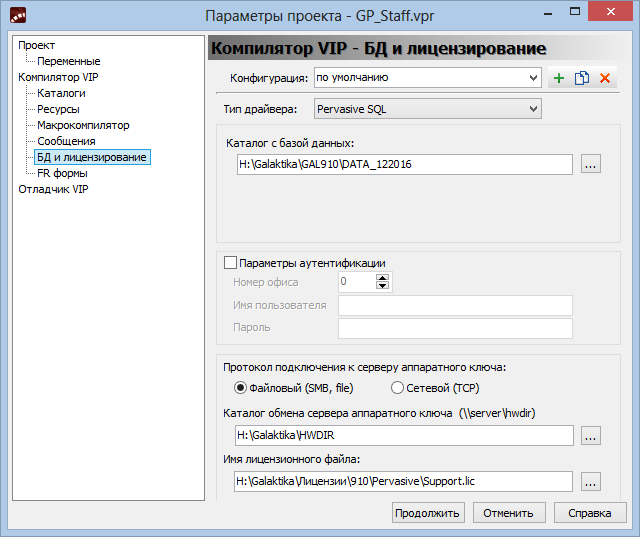 Параметры проекта - GP_Staff.vpr
Проект
Переменные
Компилятор VIP
Каталоги
Ресурсы
Макрокомпилятор
Сообщения
БД и лицензирование
FR формы
Отладчик VIP
Компилятор VIP - БД и лицензирование
Конфигурация: по умолчанию
Тип драйвера: Pervasive SQL
Каталог с базой данных:
H:\Galaktika\GAL910\DATA_122016 ...
Параметры аутентификации
Номер офиса 0
Имя пользователя
Пароль
Протокол подключения к серверу аппаратного ключа:
Файловый (SMB, file) Сетевой (TCP)
Каталог обмена сервера аппаратного ключа (\\server\hwdir)
H:\Galaktika\HWDIR ...
Имя лицензионного файла:
H:\Galaktika\Лицензии\910\Pervasive\Support.lic ...
Продолжить Отменить Справка